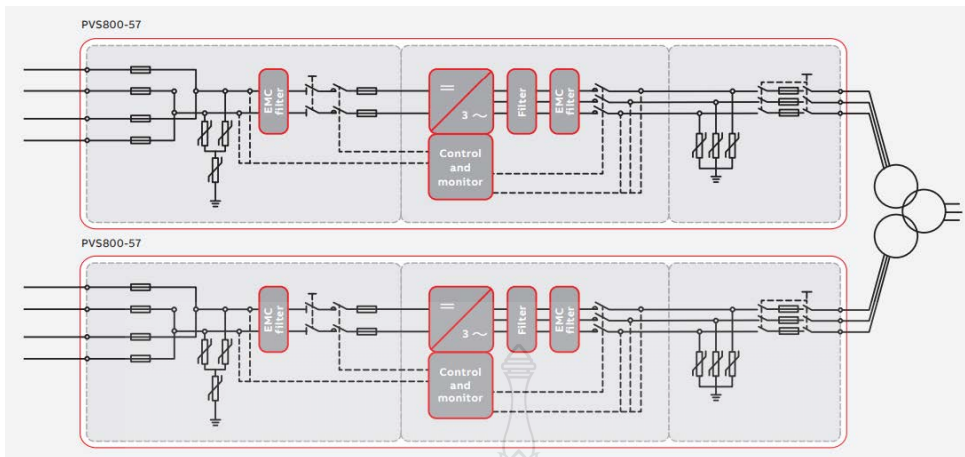 PVS800-57
EMC
filter
3
Filter
EMC
filter
Control
and
monitor
PVS800-57
EMC
filter
3
Filter
EMC
filter
Control
and
monitor